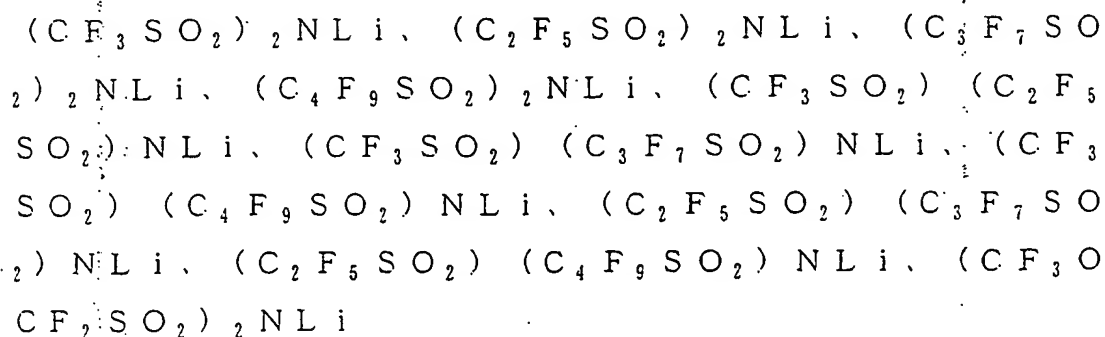 (CF₃SO₂)₂NLi、(C₂F₅SO₂)₂NLi、(C₃F₇SO
₂)₂NLi、(C₄F₉SO₂)₂NLi、(CF₃SO₂)(C₂F₅
SO₂)NLi、(CF₃SO₂)(C₃F₇SO₂)NLi、(CF₃
SO₂)(C₄F₉SO₂)NLi、(C₂F₅SO₂)(C₃F₇SO
₂)NLi、(C₂F₅SO₂)(C₄F₉SO₂)NLi、(CF₃O
CF₂SO₂)₂NLi